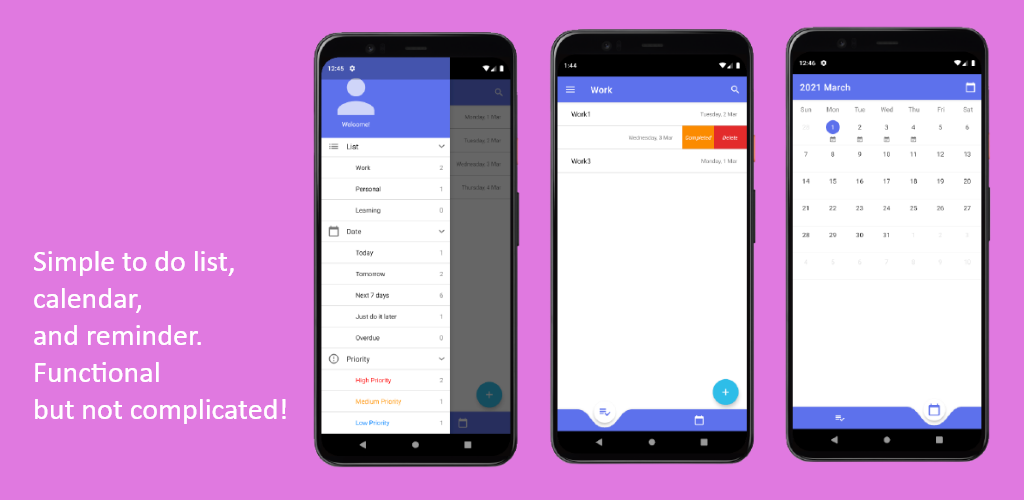 Simple to do list,
calendar,
and reminder.
Functional
but not complicated!
12:45
Welcome!
List
Work 2
Personal 1
Learning 0
Date
Today 1
Tomorrow 2
Next 7 days 6
Just do it later 1
Overdue 0
Priority
High Priority 2
Medium Priority 1
Low Priority 1
Monday, 1 Mar
Tuesday, 2 Mar
Wednesday, 3 Mar
Thursday, 4 Mar
1:44
Work
Work1 Tuesday, 2 Mar
Wednesday, 3 Mar Completed Delete
Work3 Monday, 1 Mar
12:46
2021 March
Sun Mon Tue Wed Thu Fri Sat
1 2 3 4 5 6
7 8 9 10 11 12 13
14 15 16 17 18 19 20
21 22 23 24 25 26 27
28 29 30 31 1 2 3
4 5 6 7 8 9 10